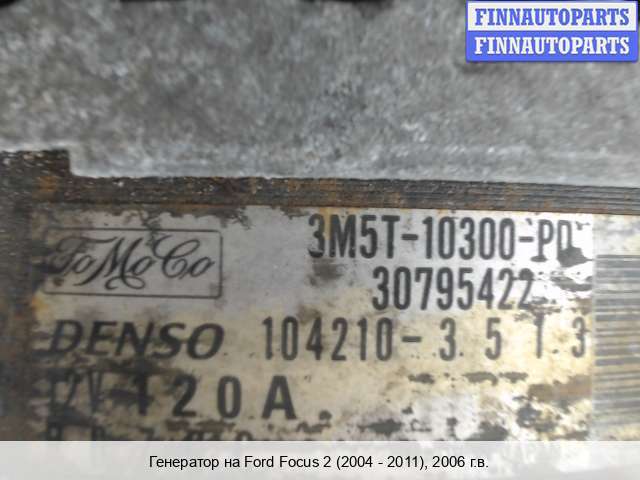 FINNAUTOPARTS
FINNAUTOPARTS
FoMoCo
3M5T-10300-PD
30795422
DENSO 104210-3513
12V 120A
Генератор на Ford Focus 2 (2004 - 2011), 2006 г.в.